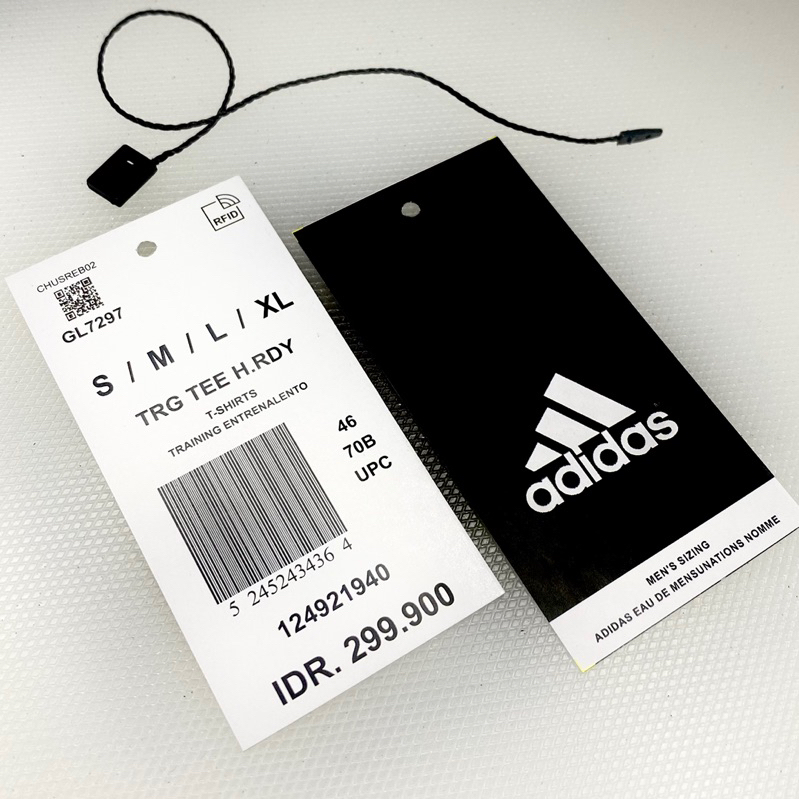 RFID
CHUSREB02
GL7297
S / M / L / XL
TRG TEE H.RDY
T-SHIRTS
TRAINING ENTRENALENTO
46
70B
UPC
5 245243436 4
124921940
IDR. 299.900
adidas
MEN'S SIZING
ADIDAS EAU DE MENSUNATIONS NOMME